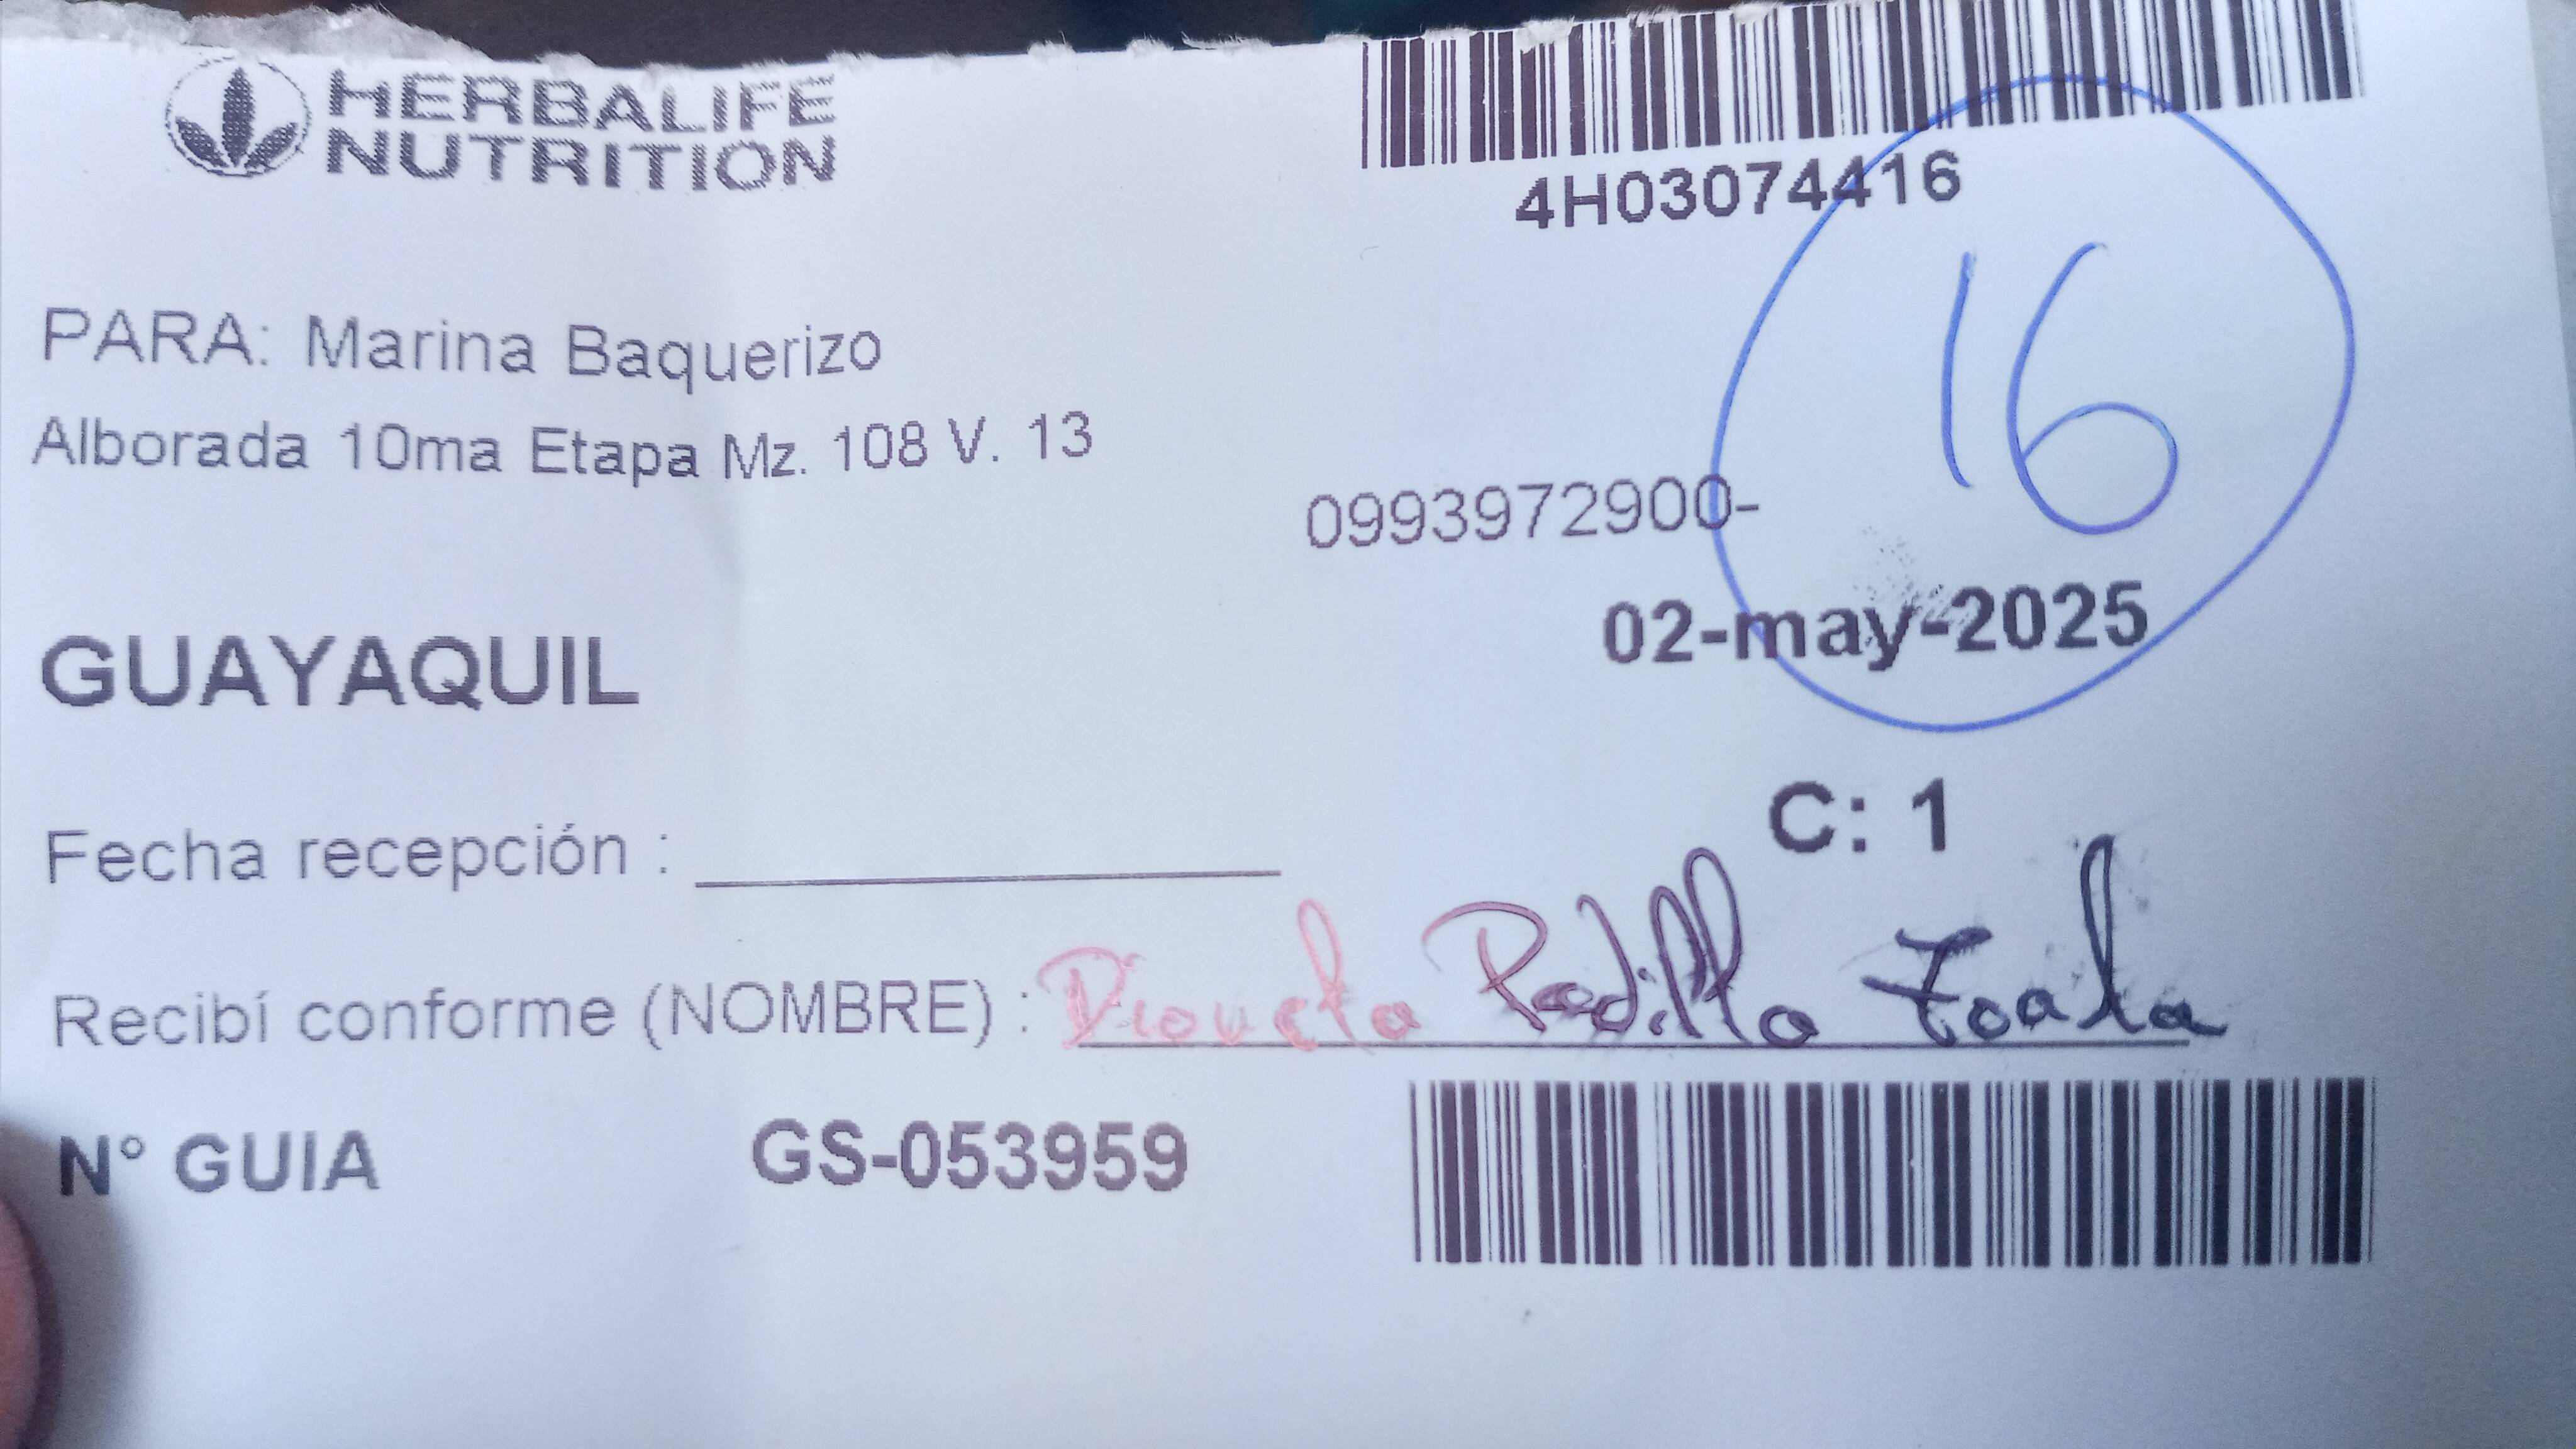 HERBALIFE
NUTRITION
4H03074416
16
PARA: Marina Baquerizo
Alborada 10ma Etapa Mz. 108 V. 13
0993972900-
02-may-2025
GUAYAQUIL
C: 1
Fecha recepción :
Recibí conforme (NOMBRE) : Padilla Toala
N° GUIA GS-053959